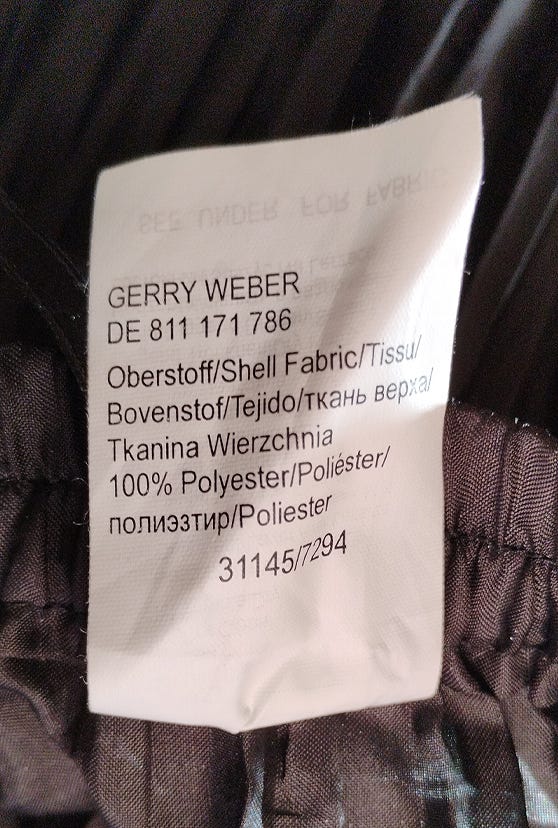 GERRY WEBER
DE 811 171 786
Oberstoff/Shell Fabric/Tissu/
Bovenstof/Tejido/ткань верха/
Tkanina Wierzchnia
100% Polyester/Poliéster/
полиэзтир/Poliester
31145/7294